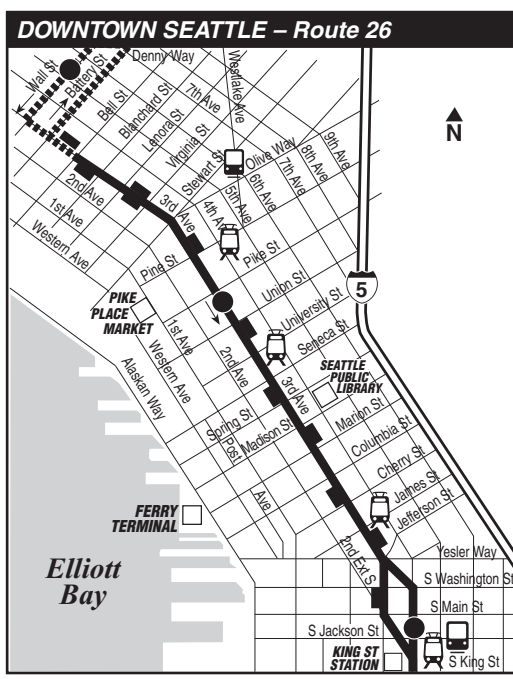 DOWNTOWN SEATTLE – Route 26
Denny Way
Wall St
Battery St
Westlake Ave
Bell St
Blanchard St
7th Ave
Lenora St
Virginia St
Stewart St
Olive Way
9th Ave
8th Ave
7th Ave
6th Ave
5th Ave
4th Ave
3rd Ave
2nd Ave
1st Ave
Western Ave
N
Pine St
Pike St
5
PIKE
PLACE
MARKET
Union St
University St
Seneca St
1st Ave
Western Ave
2nd Ave
Alaskan Way
3rd Ave
SEATTLE
PUBLIC
LIBRARY
Spring St
Post
Madison St
Marion St
Columbia St
Cherry St
James St
Jefferson St
Ave
FERRY
TERMINAL
Elliott
Bay
2nd Ext S
Yesler Way
S Washington St
S Main St
S Jackson St
KING ST
STATION
S King St